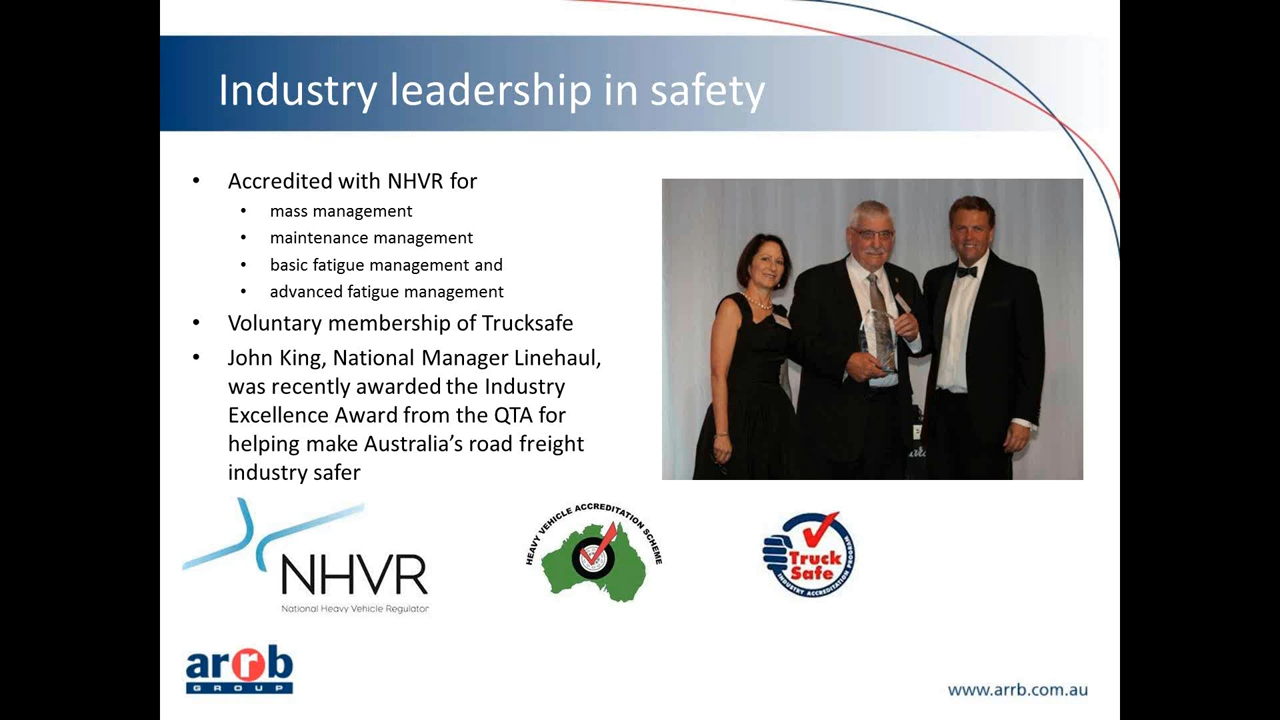 Industry leadership in safety
• Accredited with NHVR for
• mass management
• maintenance management
• basic fatigue management and
• advanced fatigue management
• Voluntary membership of Trucksafe
• John King, National Manager Linehaul,
was recently awarded the Industry
Excellence Award from the QTA for
helping make Australia's road freight
industry safer
NHVR
National Heavy Vehicle Regulator
HEAVY VEHICLE ACCREDITATION SCHEME
Truck
Safe
INDUSTRY ACCREDITATION PROGRAM
arrb
GROUP
www.arrb.com.au